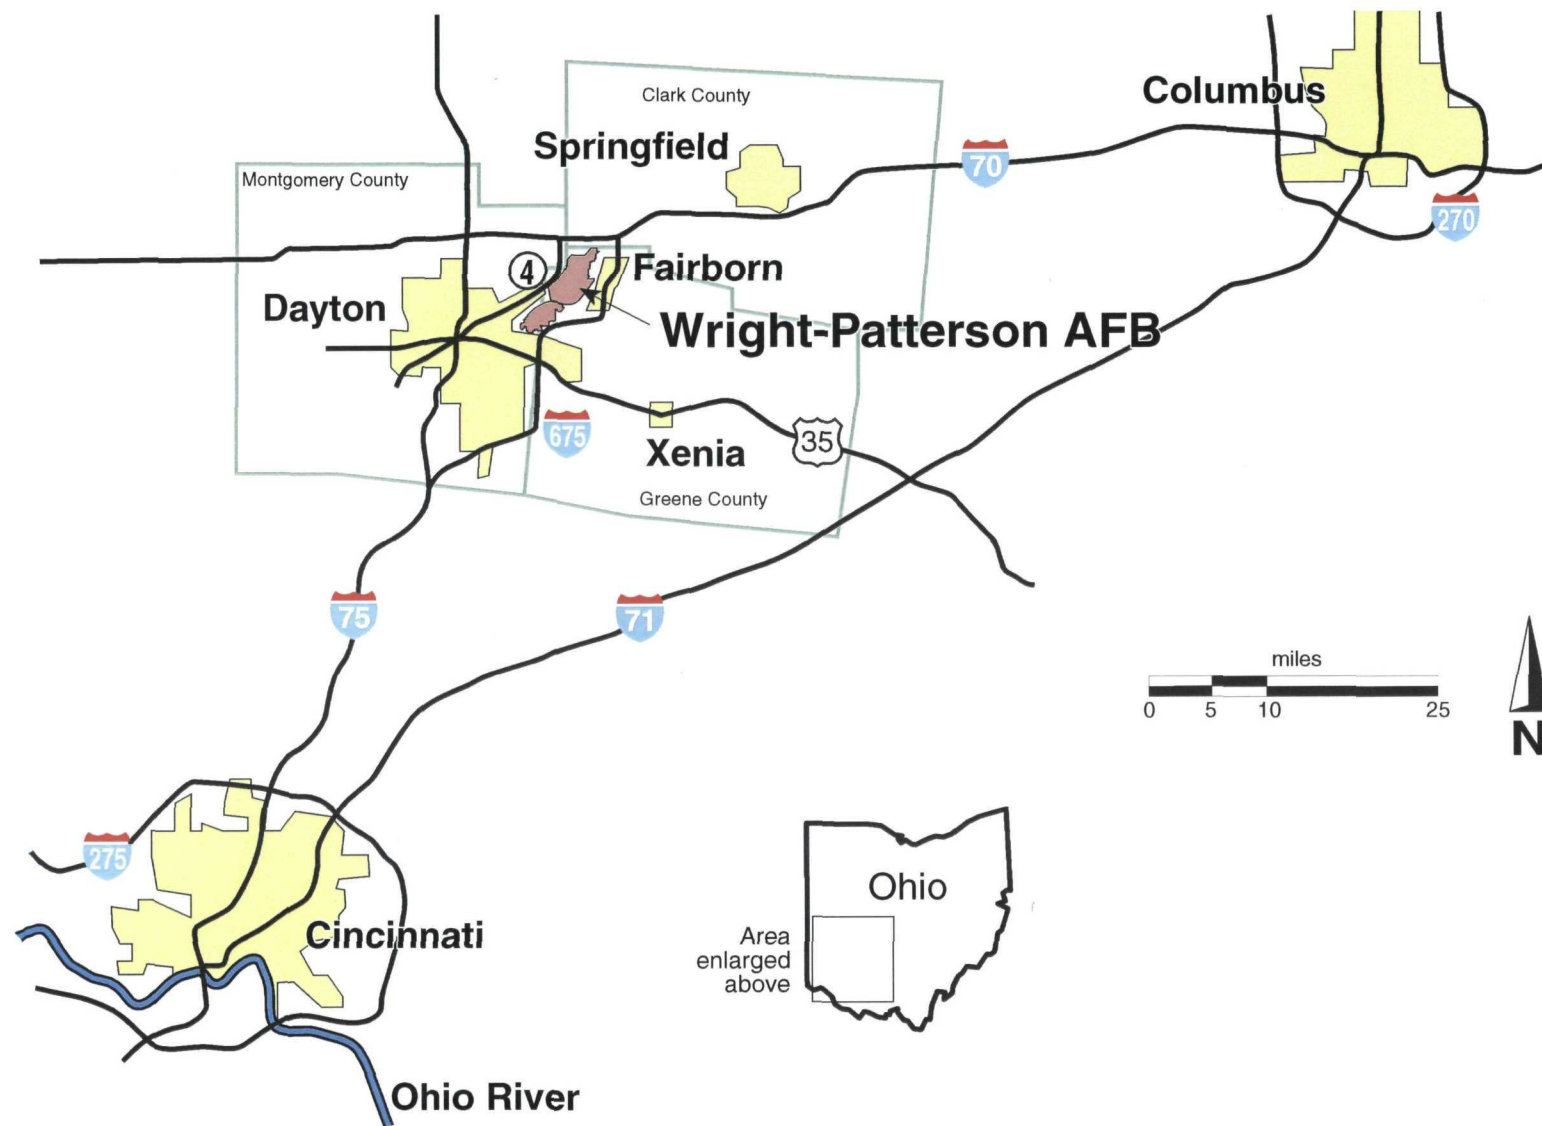 Columbus
Clark County
Springfield
70
Montgomery County
270
4
Fairborn
Dayton
Wright-Patterson AFB
675
35
Xenia
Greene County
75
71
miles
0 5 10 25
N
275
Ohio
Cincinnati
Area
enlarged
above
Ohio River